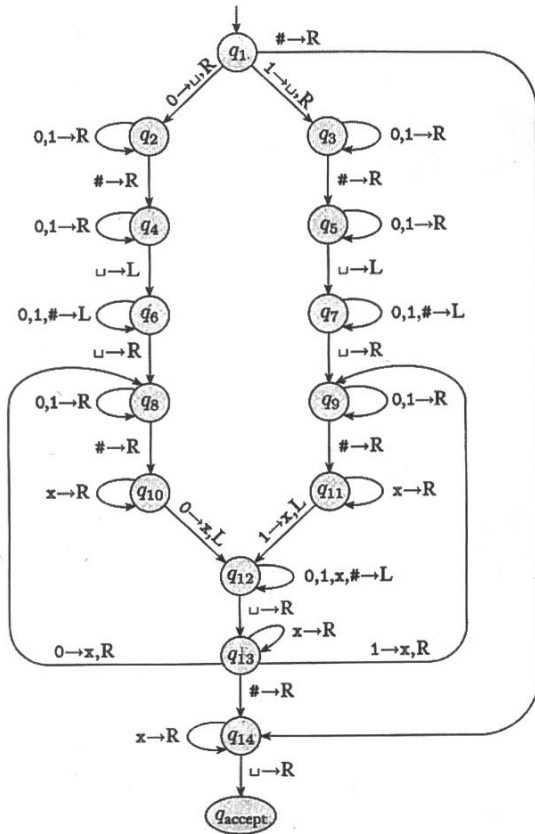 #→R
q₁
0→⊔,R 1→⊔,R
0,1→R q₂ q₃ 0,1→R
#→R #→R
0,1→R q₄ q₅ 0,1→R
⊔→L ⊔→L
0,1,#→L q₆ q₇ 0,1,#→L
⊔→R ⊔→R
0,1→R q₈ q₉ 0,1→R
#→R #→R
x→R q₁₀ q₁₁ x→R
0→x,L 1→x,L
q₁₂ 0,1,x,#→L
⊔→R
x→R
0→x,R q₁₃ 1→x,R
#→R
x→R q₁₄
⊔→R
q_accept